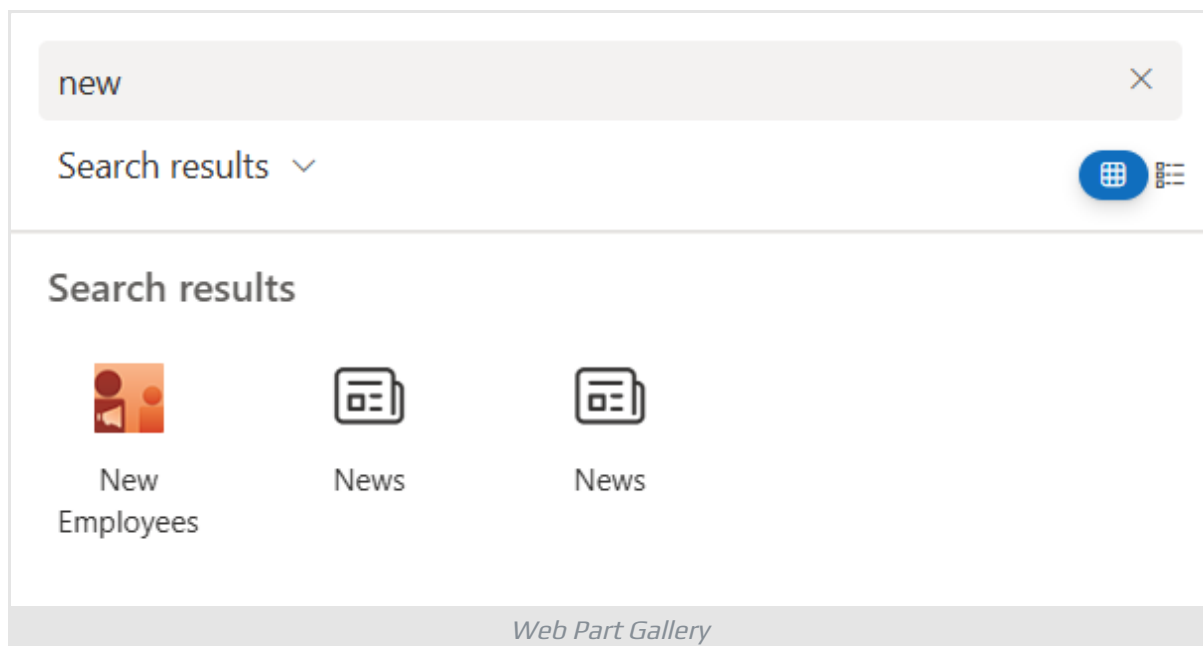 new
Search results
Search results
New News News
Employees
Web Part Gallery